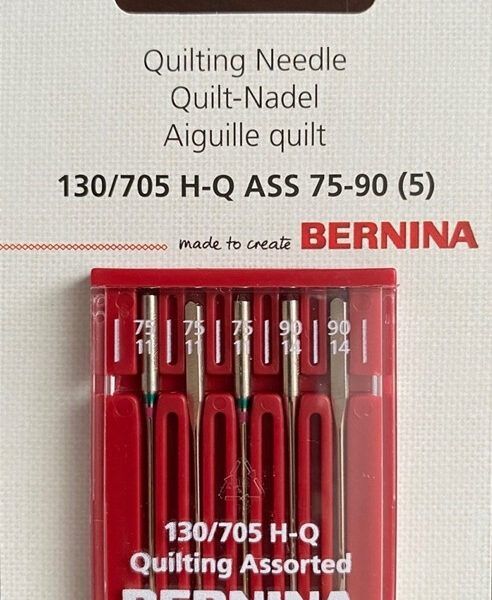 Quilting Needle
Quilt-Nadel
Aiguille quilt
130/705 H-Q ASS 75-90 (5)
made to create BERNINA
75 75 75 90 90
11 11 11 14 14
130/705 H-Q
Quilting Assorted
BERNINA